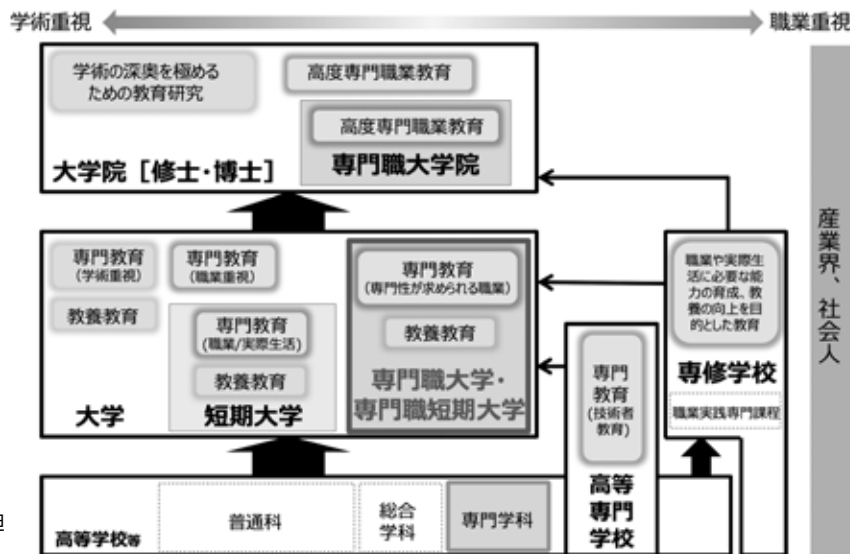 学術重視
職業重視
学術の深奥を極める
ための教育研究
高度専門職業教育
高度専門職業教育
専門職大学院
大学院［修士・博士］
産業界、社会人
専門教育
(学術重視)
教養教育
大学
専門教育
(職業重視)
専門教育
(職業/実際生活)
教養教育
短期大学
専門教育
(専門性が求められる職業)
教養教育
専門職大学・
専門職短期大学
専門
教育
(技術者
教育)
高等
専門
学校
職業や実際生
活に必要な能
力の育成、教
養の向上を目
的とした教育
専修学校
職業実践専門課程
高等学校等
普通科
総合
学科
専門学科